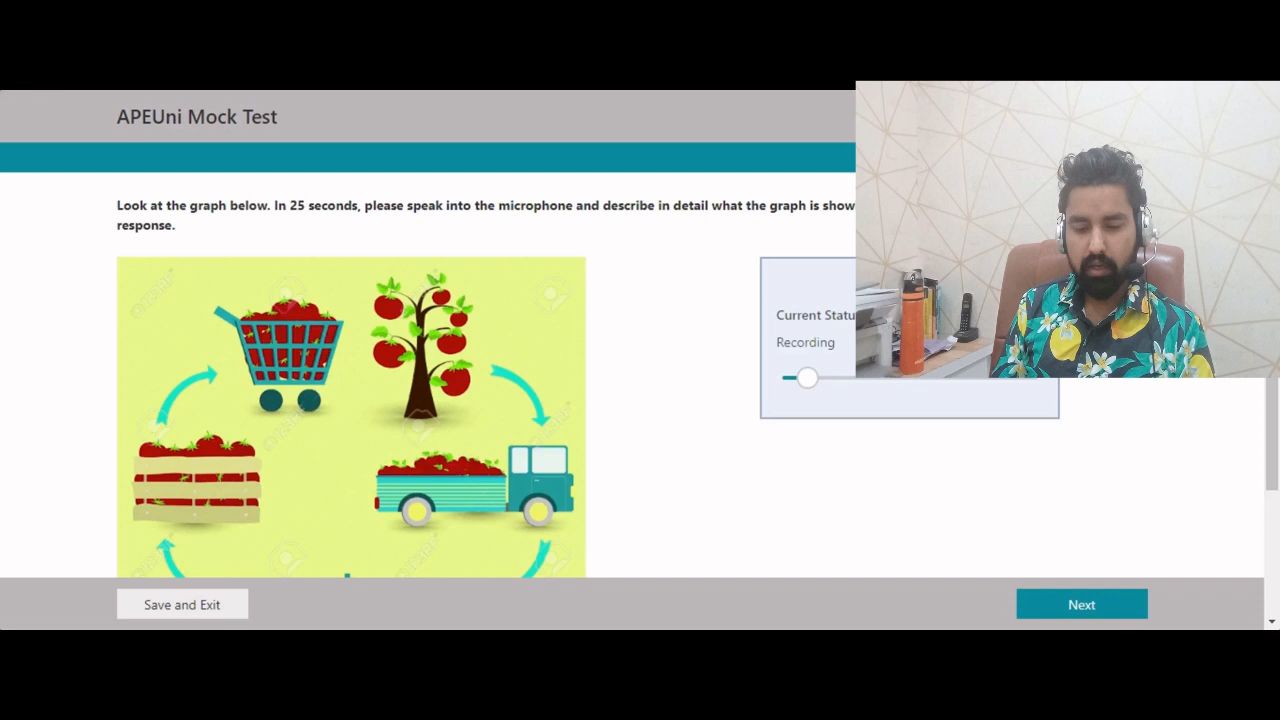 APEUni Mock Test
Look at the graph below. In 25 seconds, please speak into the microphone and describe in detail what the graph is show
response.
Current Statu
Recording
Save and Exit
Next